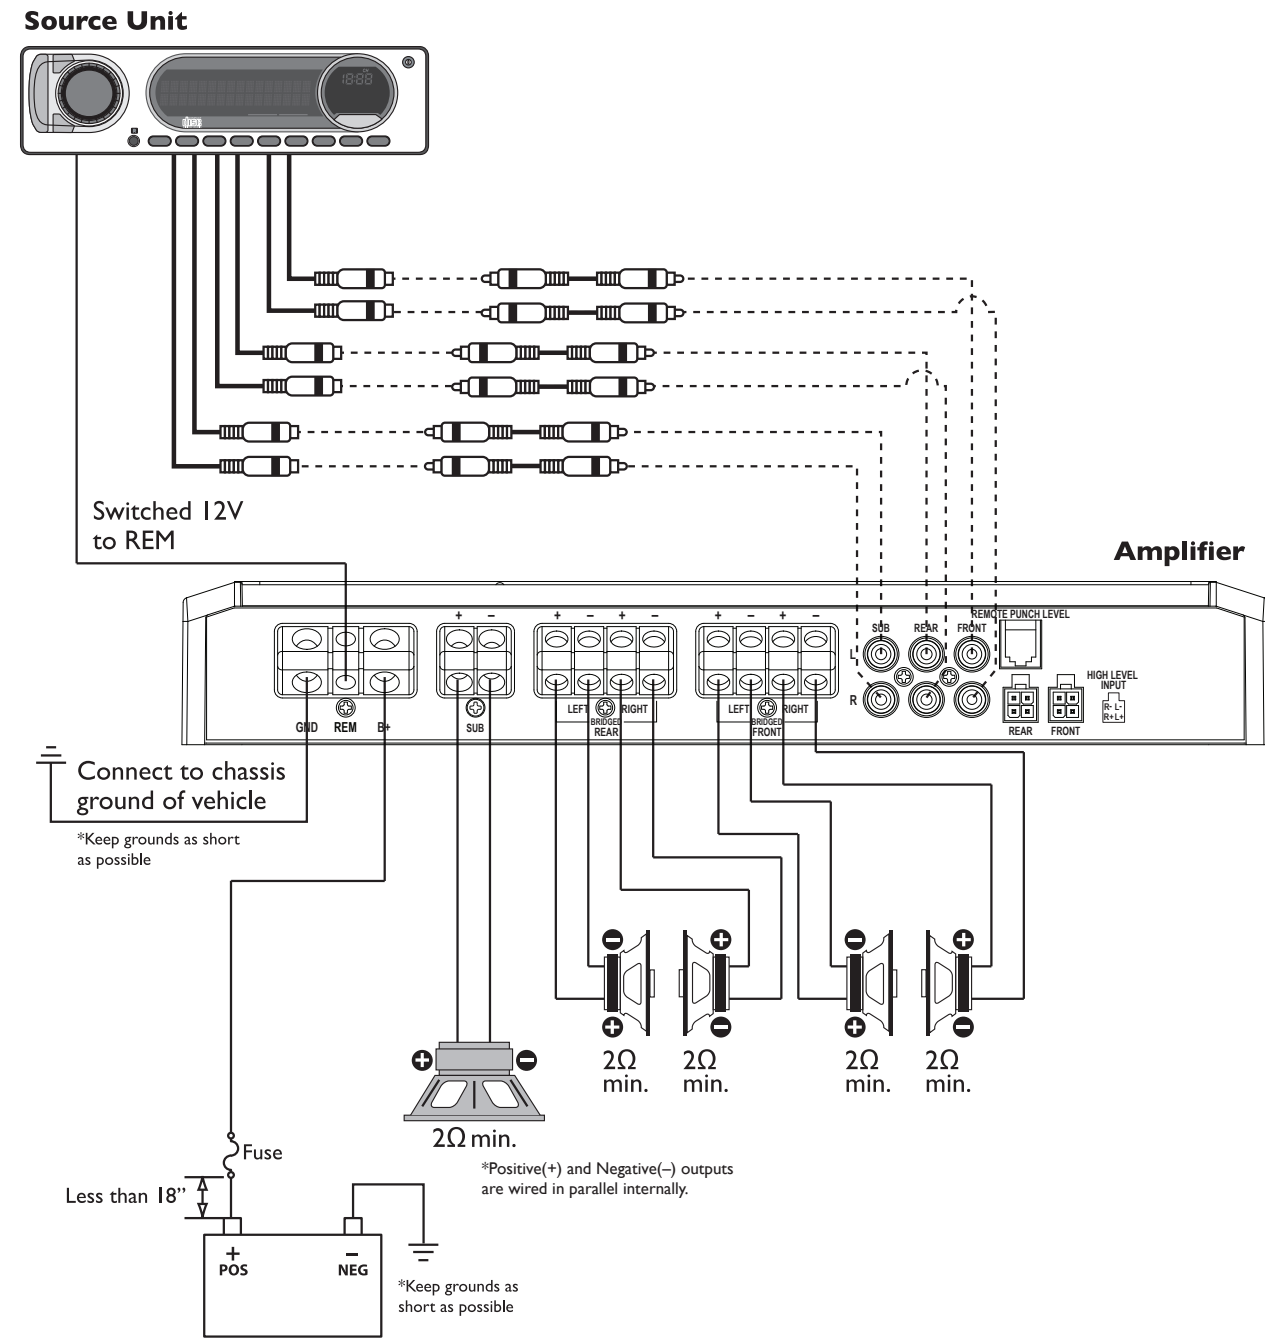 Source Unit
18:88
Switched 12V
to REM
Amplifier
+ – + – + – + – + –
REMOTE PUNCH LEVEL
SUB REAR FRONT
L
R
HIGH LEVEL
INPUT
R- L-
R+ L+
REAR FRONT
GND REM B+
SUB
LEFT RIGHT
BRIDGED
REAR
LEFT RIGHT
BRIDGED
FRONT
Connect to chassis
ground of vehicle
*Keep grounds as short
as possible
– + – +
+ – + –
2Ω
min.
2Ω
min.
2Ω
min.
2Ω
min.
+ –
2Ω min.
*Positive(+) and Negative(–) outputs
are wired in parallel internally.
Fuse
Less than 18”
+
POS
–
NEG
*Keep grounds as
short as possible